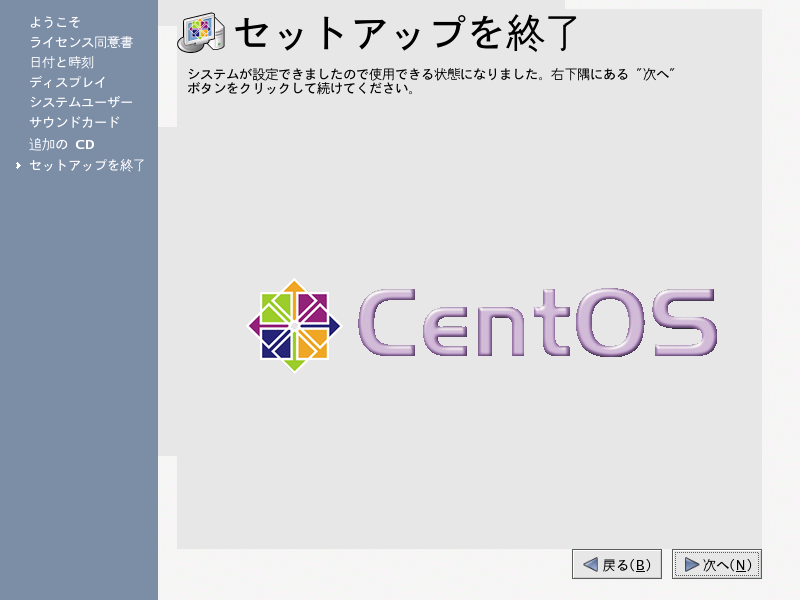 ようこそ
ライセンス同意書
日付と時刻
ディスプレイ
システムユーザー
サウンドカード
追加の CD
セットアップを終了
セットアップを終了
システムが設定できましたので使用できる状態になりました。右下隅にある "次へ"
ボタンをクリックして続けてください。
CentOS
戻る(B)
次へ(N)